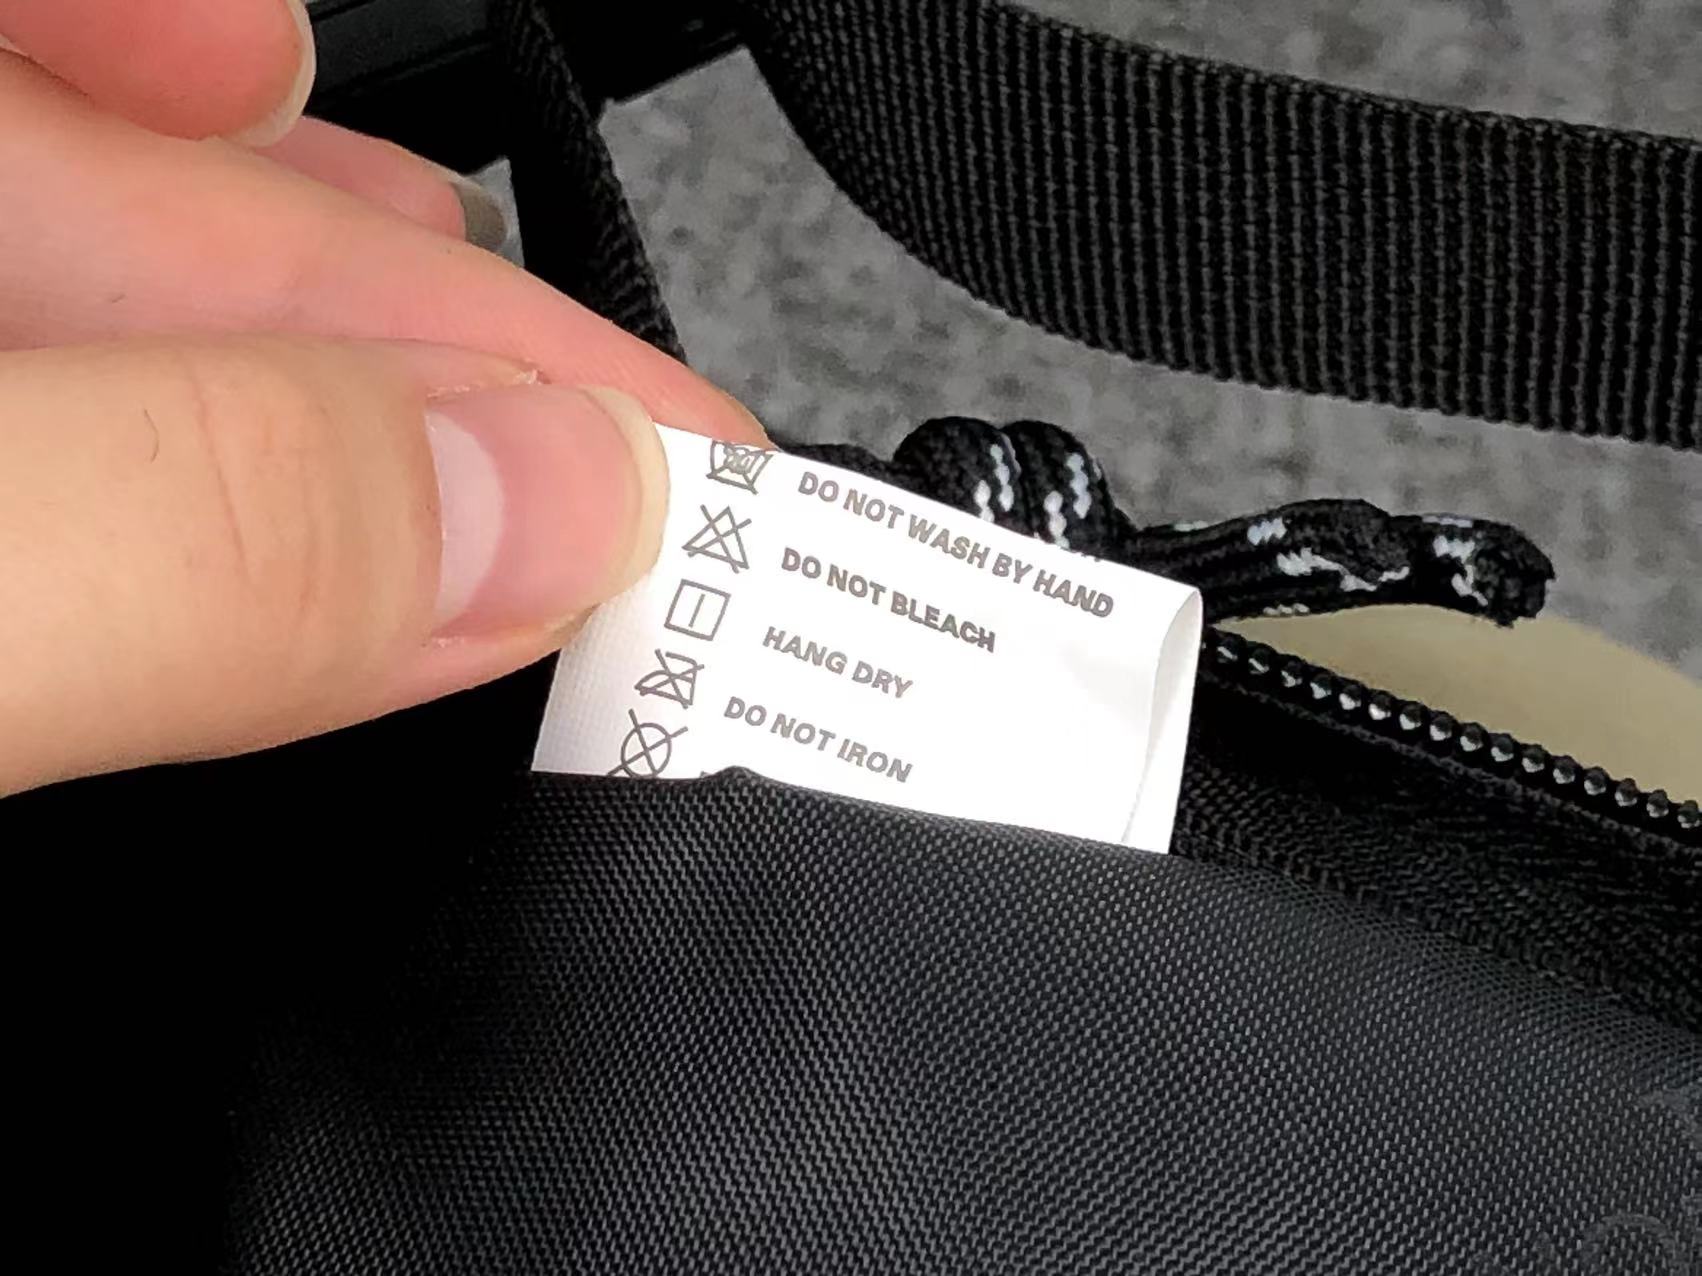 DO NOT WASH BY HAND
DO NOT BLEACH
HANG DRY
DO NOT IRON